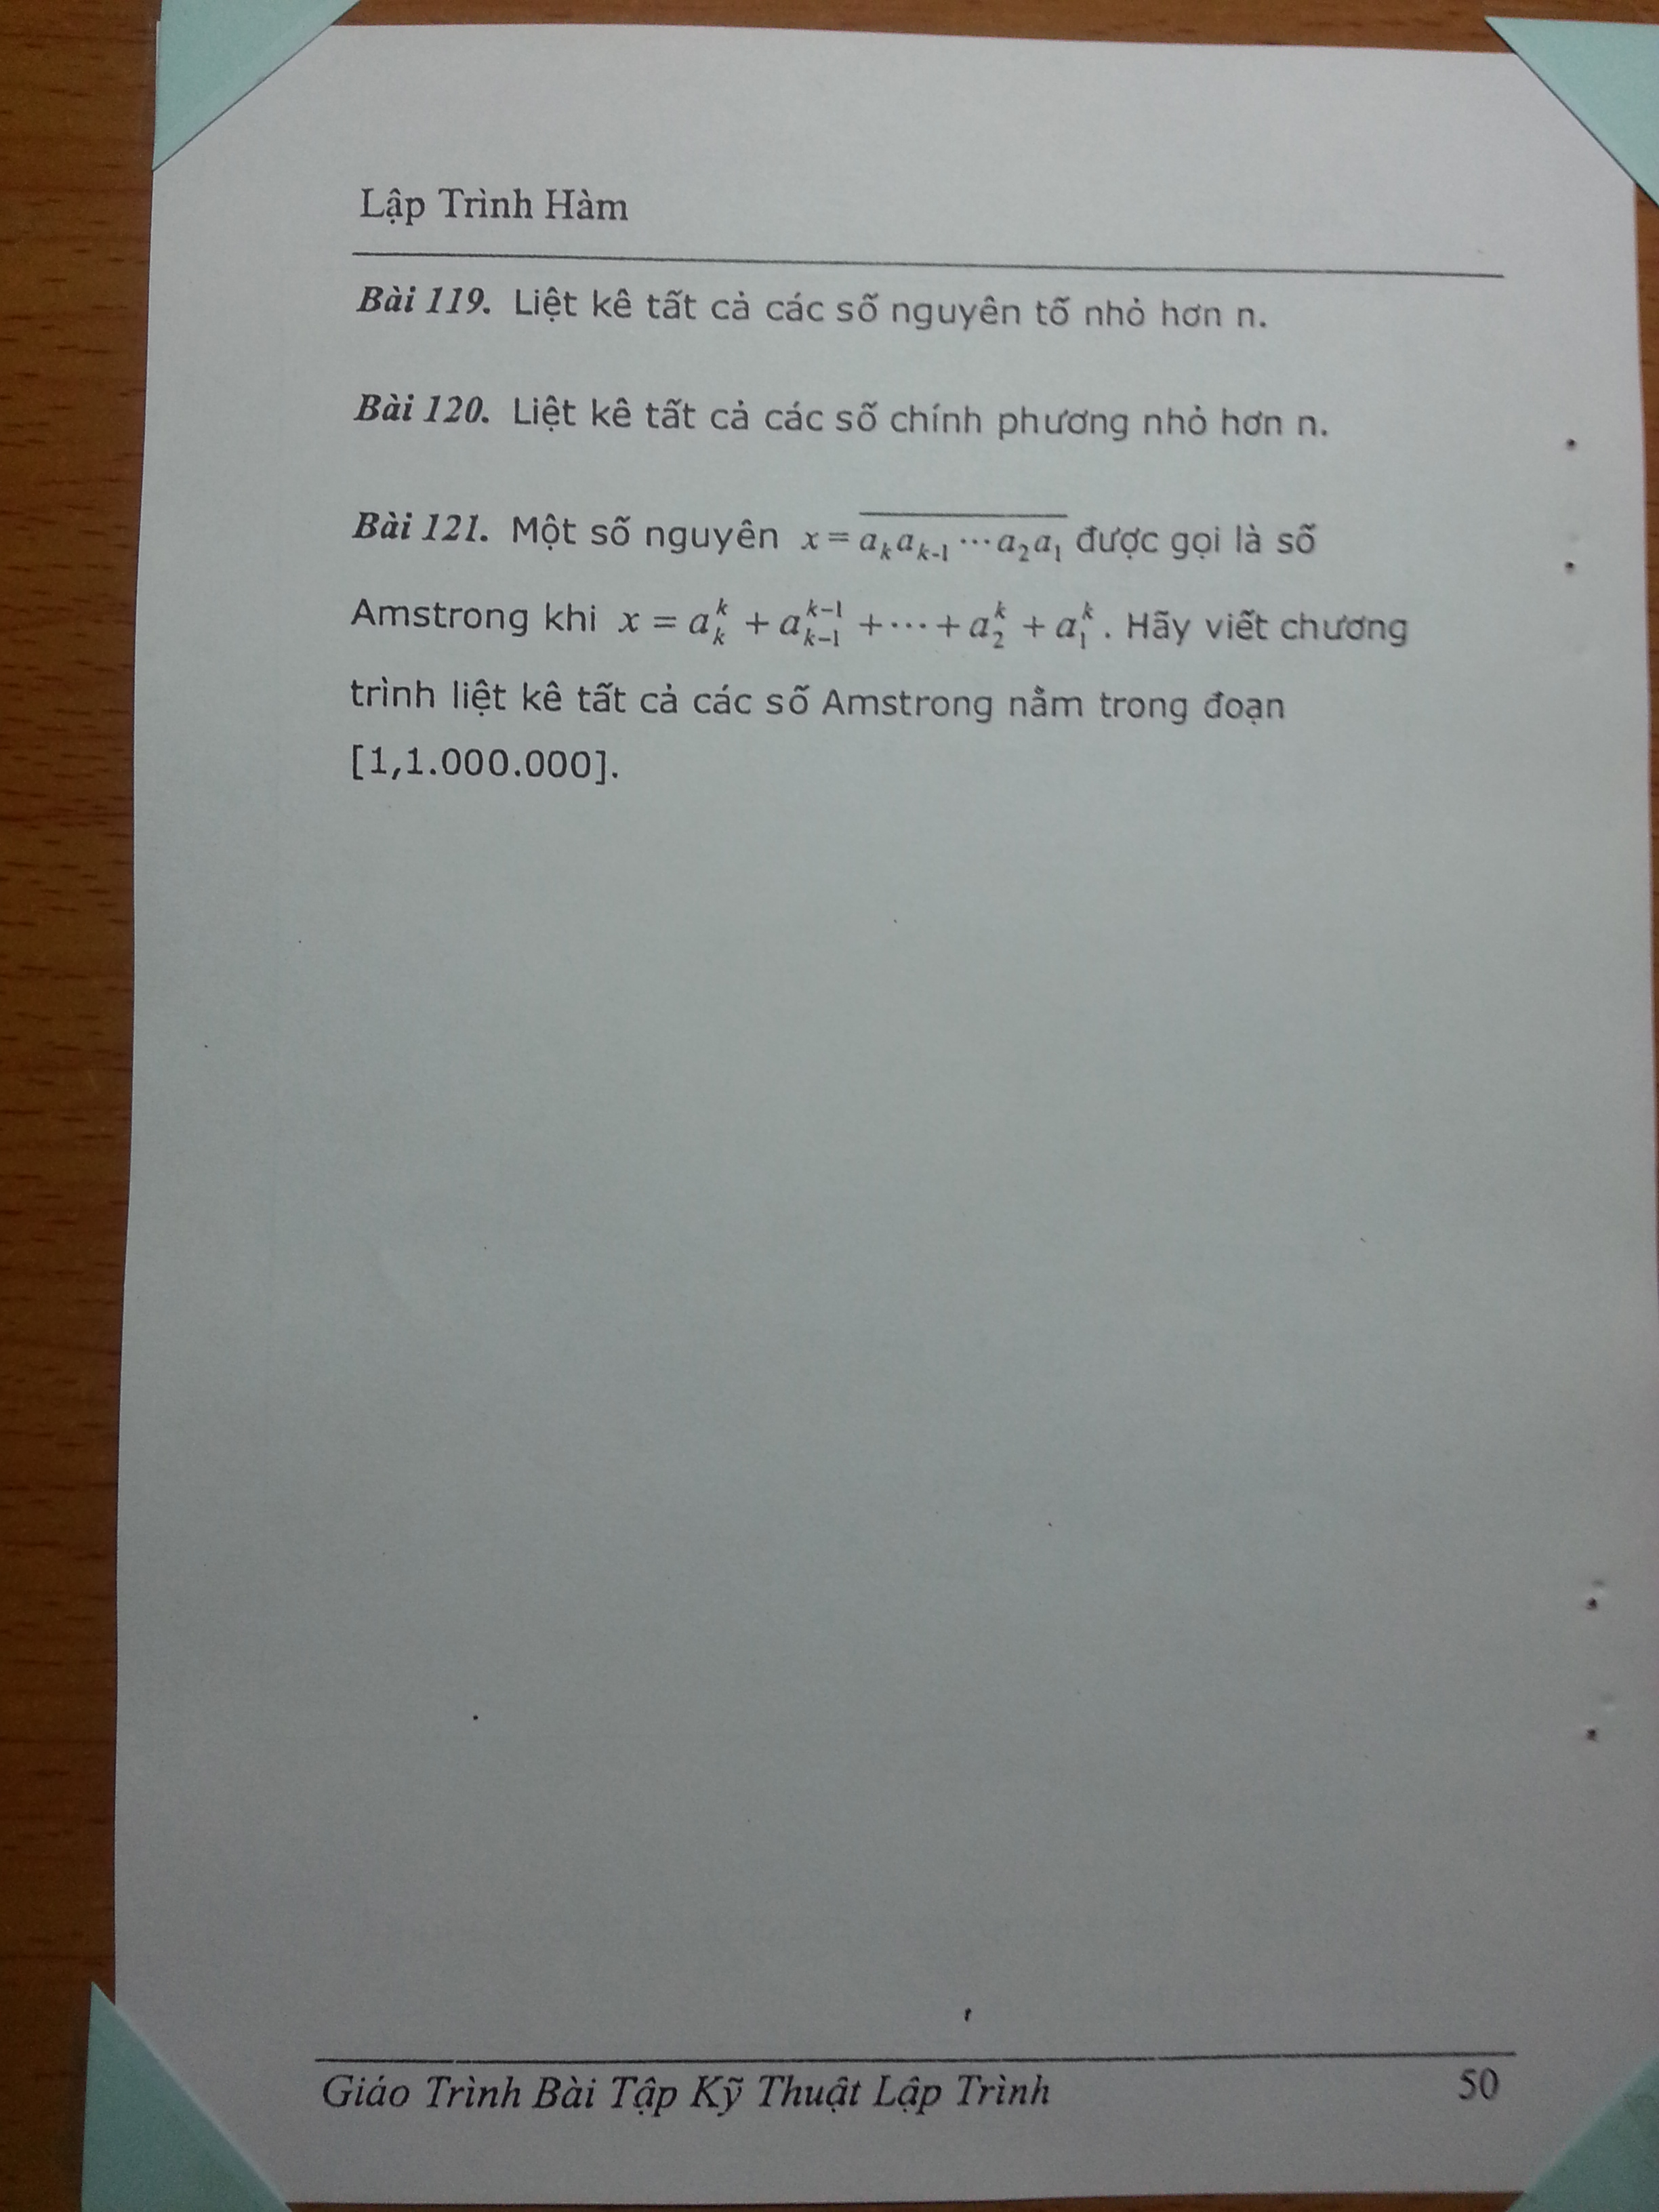 Lập Trình Hàm
Bài 119. Liệt kê tất cả các số nguyên tố nhỏ hơn n.
Bài 120. Liệt kê tất cả các số chính phương nhỏ hơn n.
Bài 121. Một số nguyên $x = \overline{a_k a_{k-1} \cdots a_2 a_1}$ được gọi là số
Amstrong khi $x = a_k^k + a_{k-1}^{k-1} + \cdots + a_2^k + a_1^k$. Hãy viết chương
trình liệt kê tất cả các số Amstrong nằm trong đoạn
[1,1.000.000].
Giáo Trình Bài Tập Kỹ Thuật Lập Trình 50